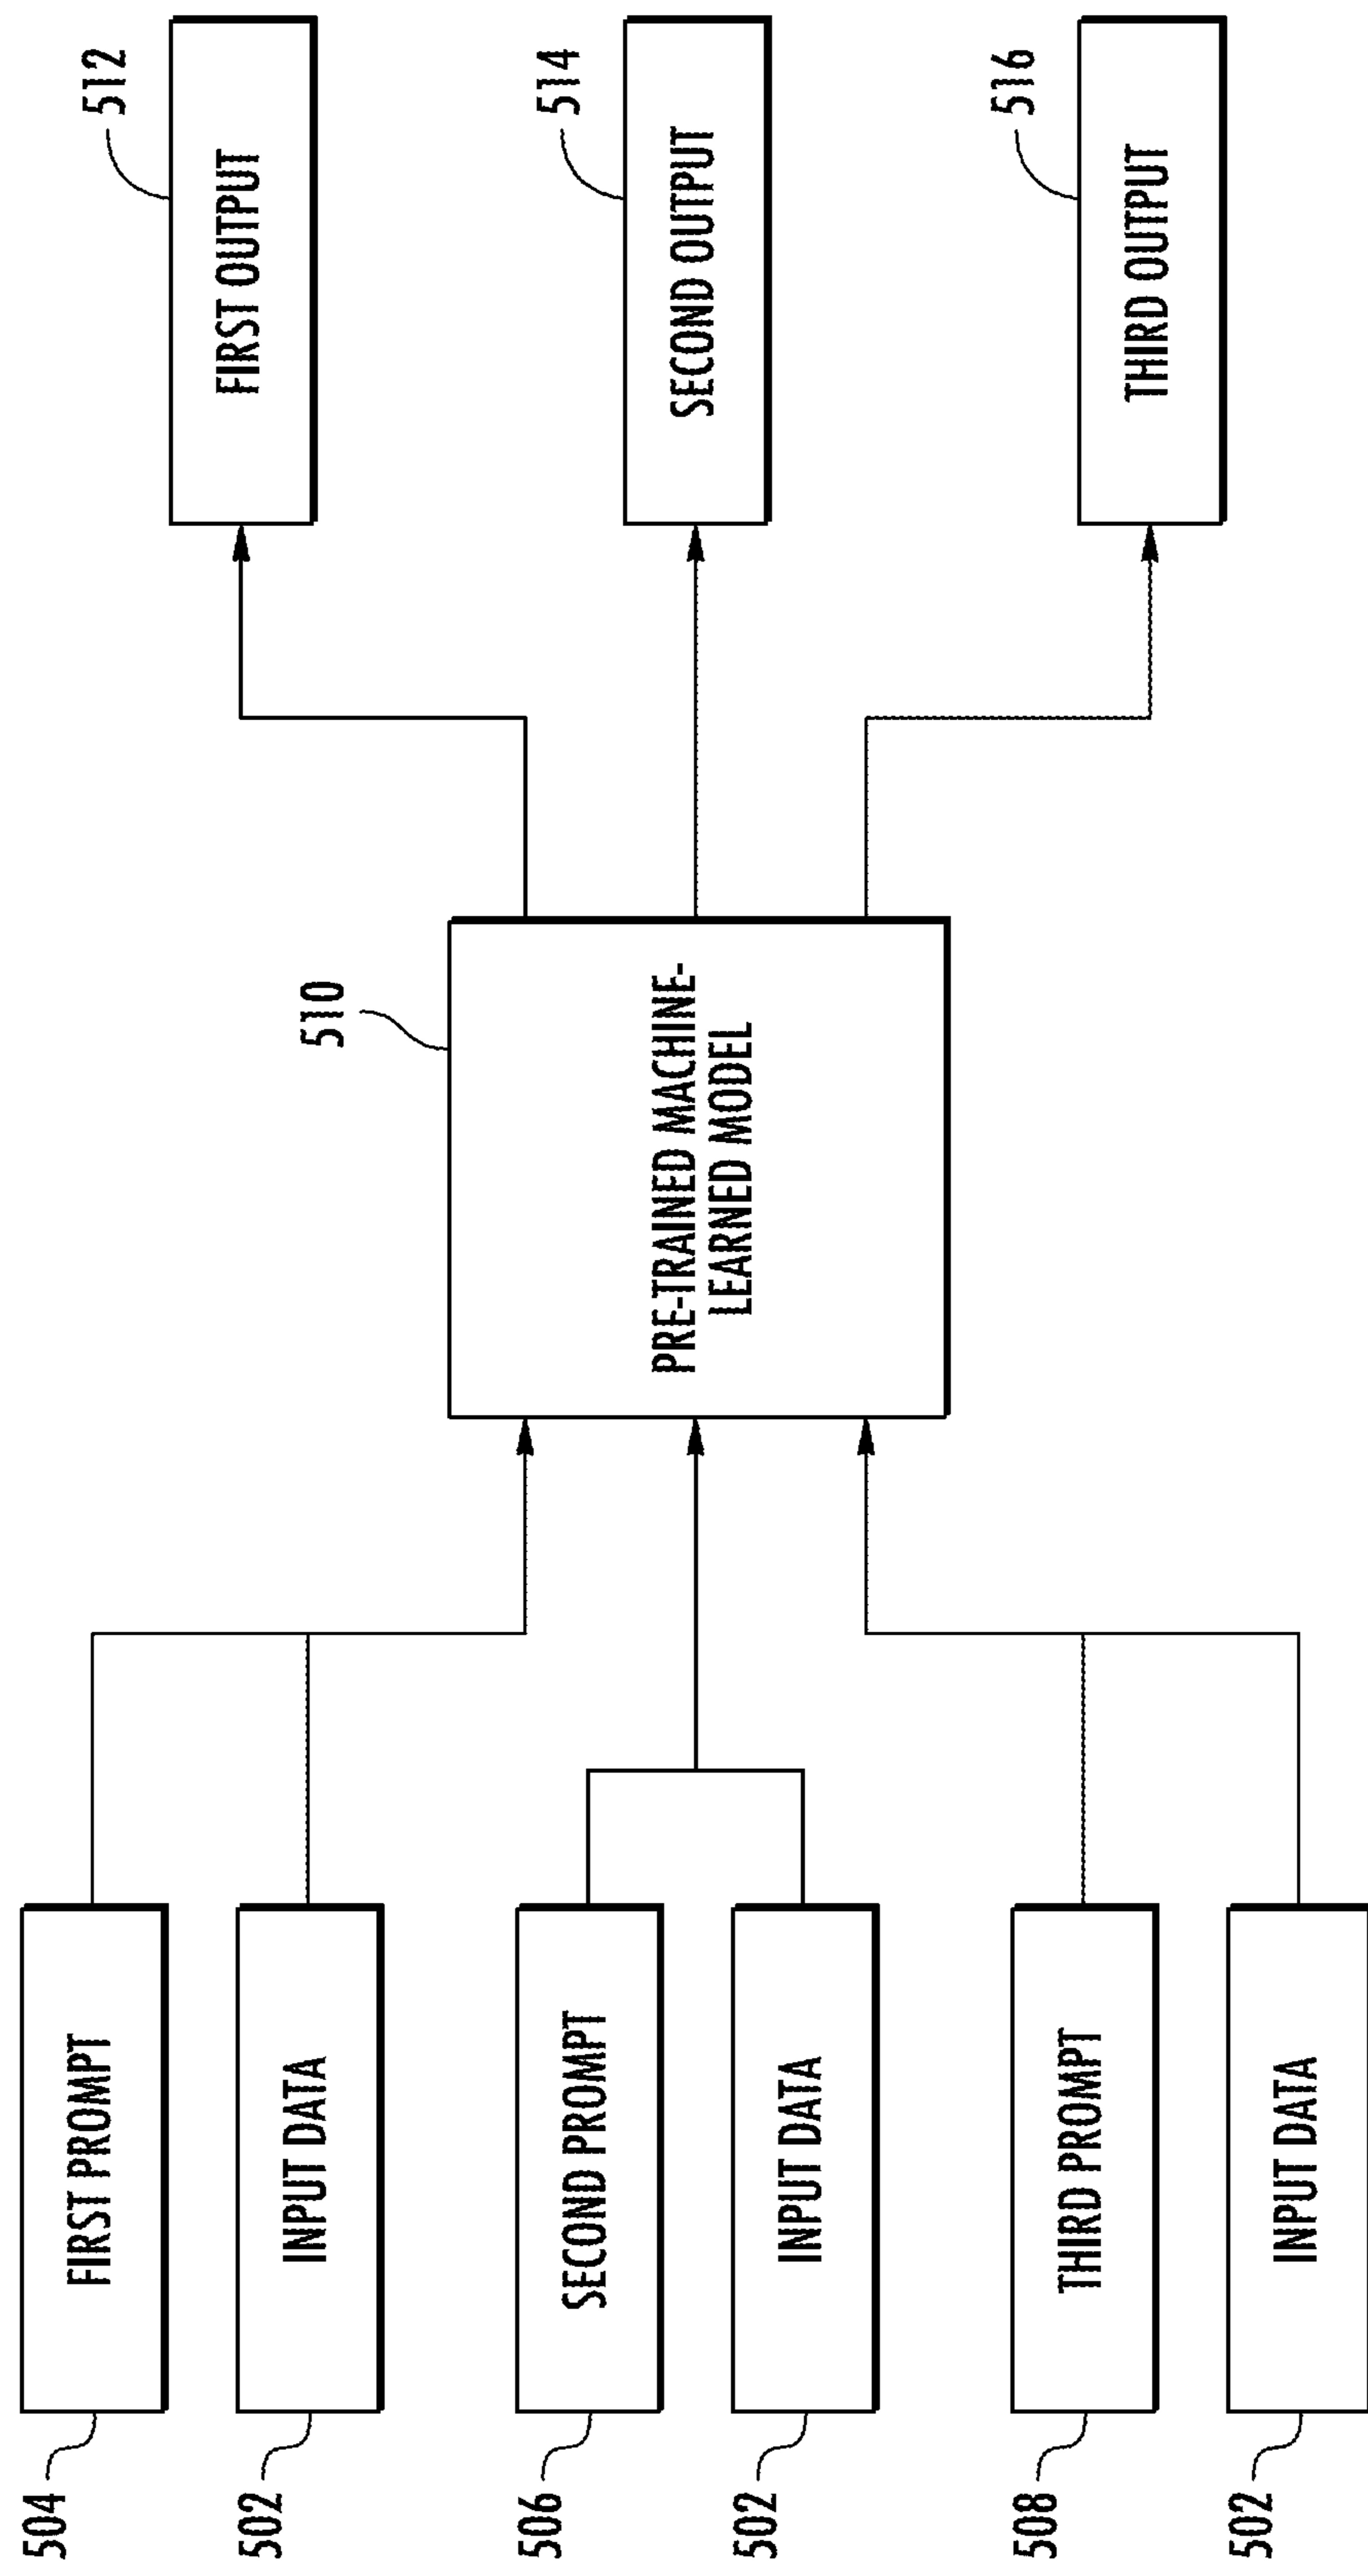 504
FIRST PROMPT
502
INPUT DATA
506
SECOND PROMPT
502
INPUT DATA
508
THIRD PROMPT
502
INPUT DATA
510
PRE-TRAINED MACHINE-
LEARNED MODEL
512
FIRST OUTPUT
514
SECOND OUTPUT
516
THIRD OUTPUT